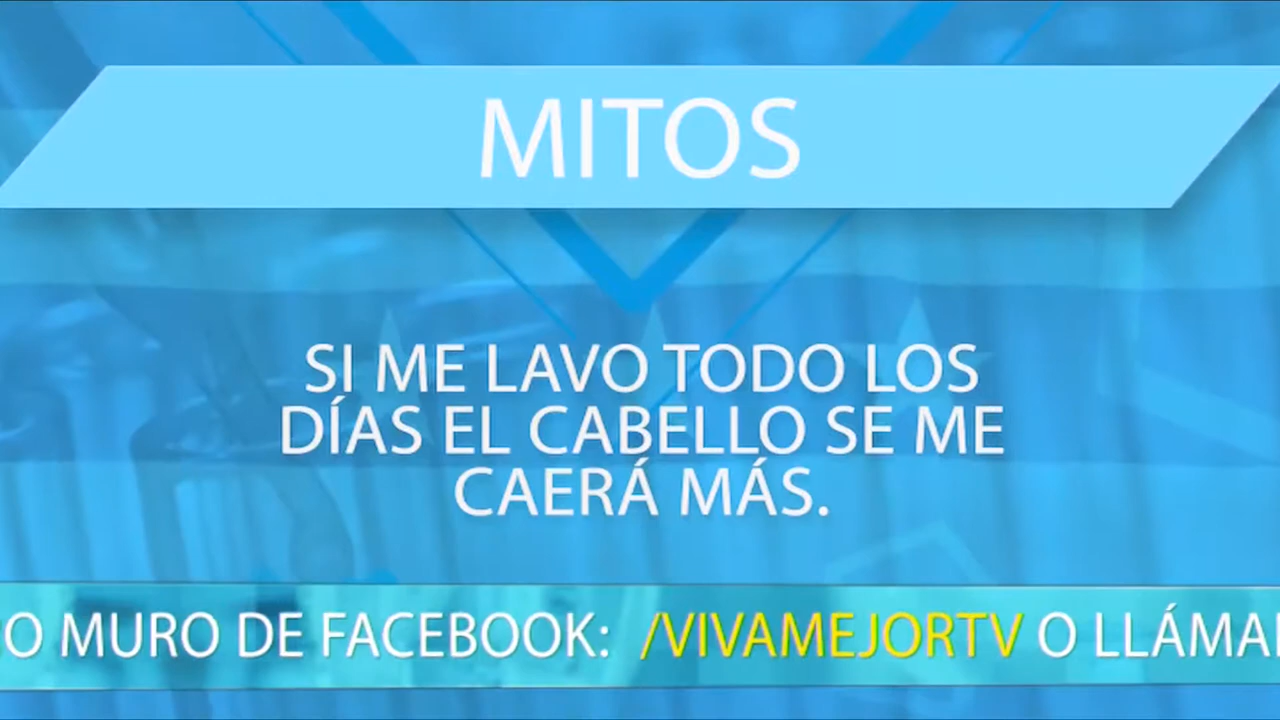 MITOS
SI ME LAVO TODO LOS
DÍAS EL CABELLO SE ME
CAERÁ MÁS.
O MURO DE FACEBOOK: /VIVAMEJORTV O LLÁMA